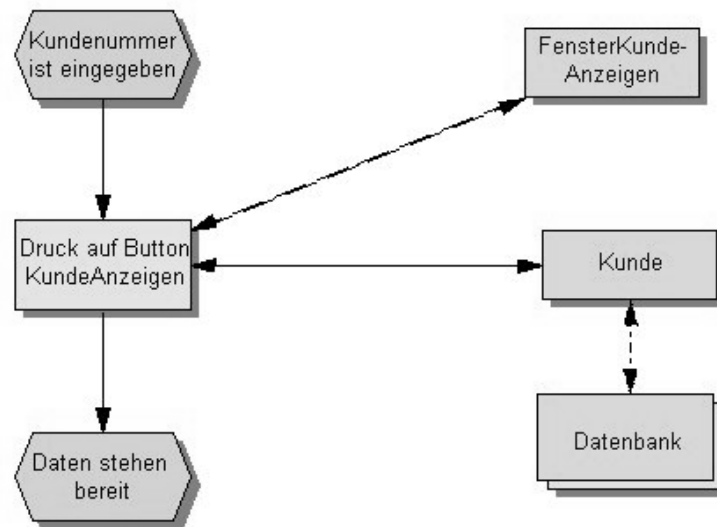 Kundenummer
ist eingegeben
FensterKunde-
Anzeigen
Druck auf Button
KundeAnzeigen
Kunde
Datenbank
Daten stehen
bereit